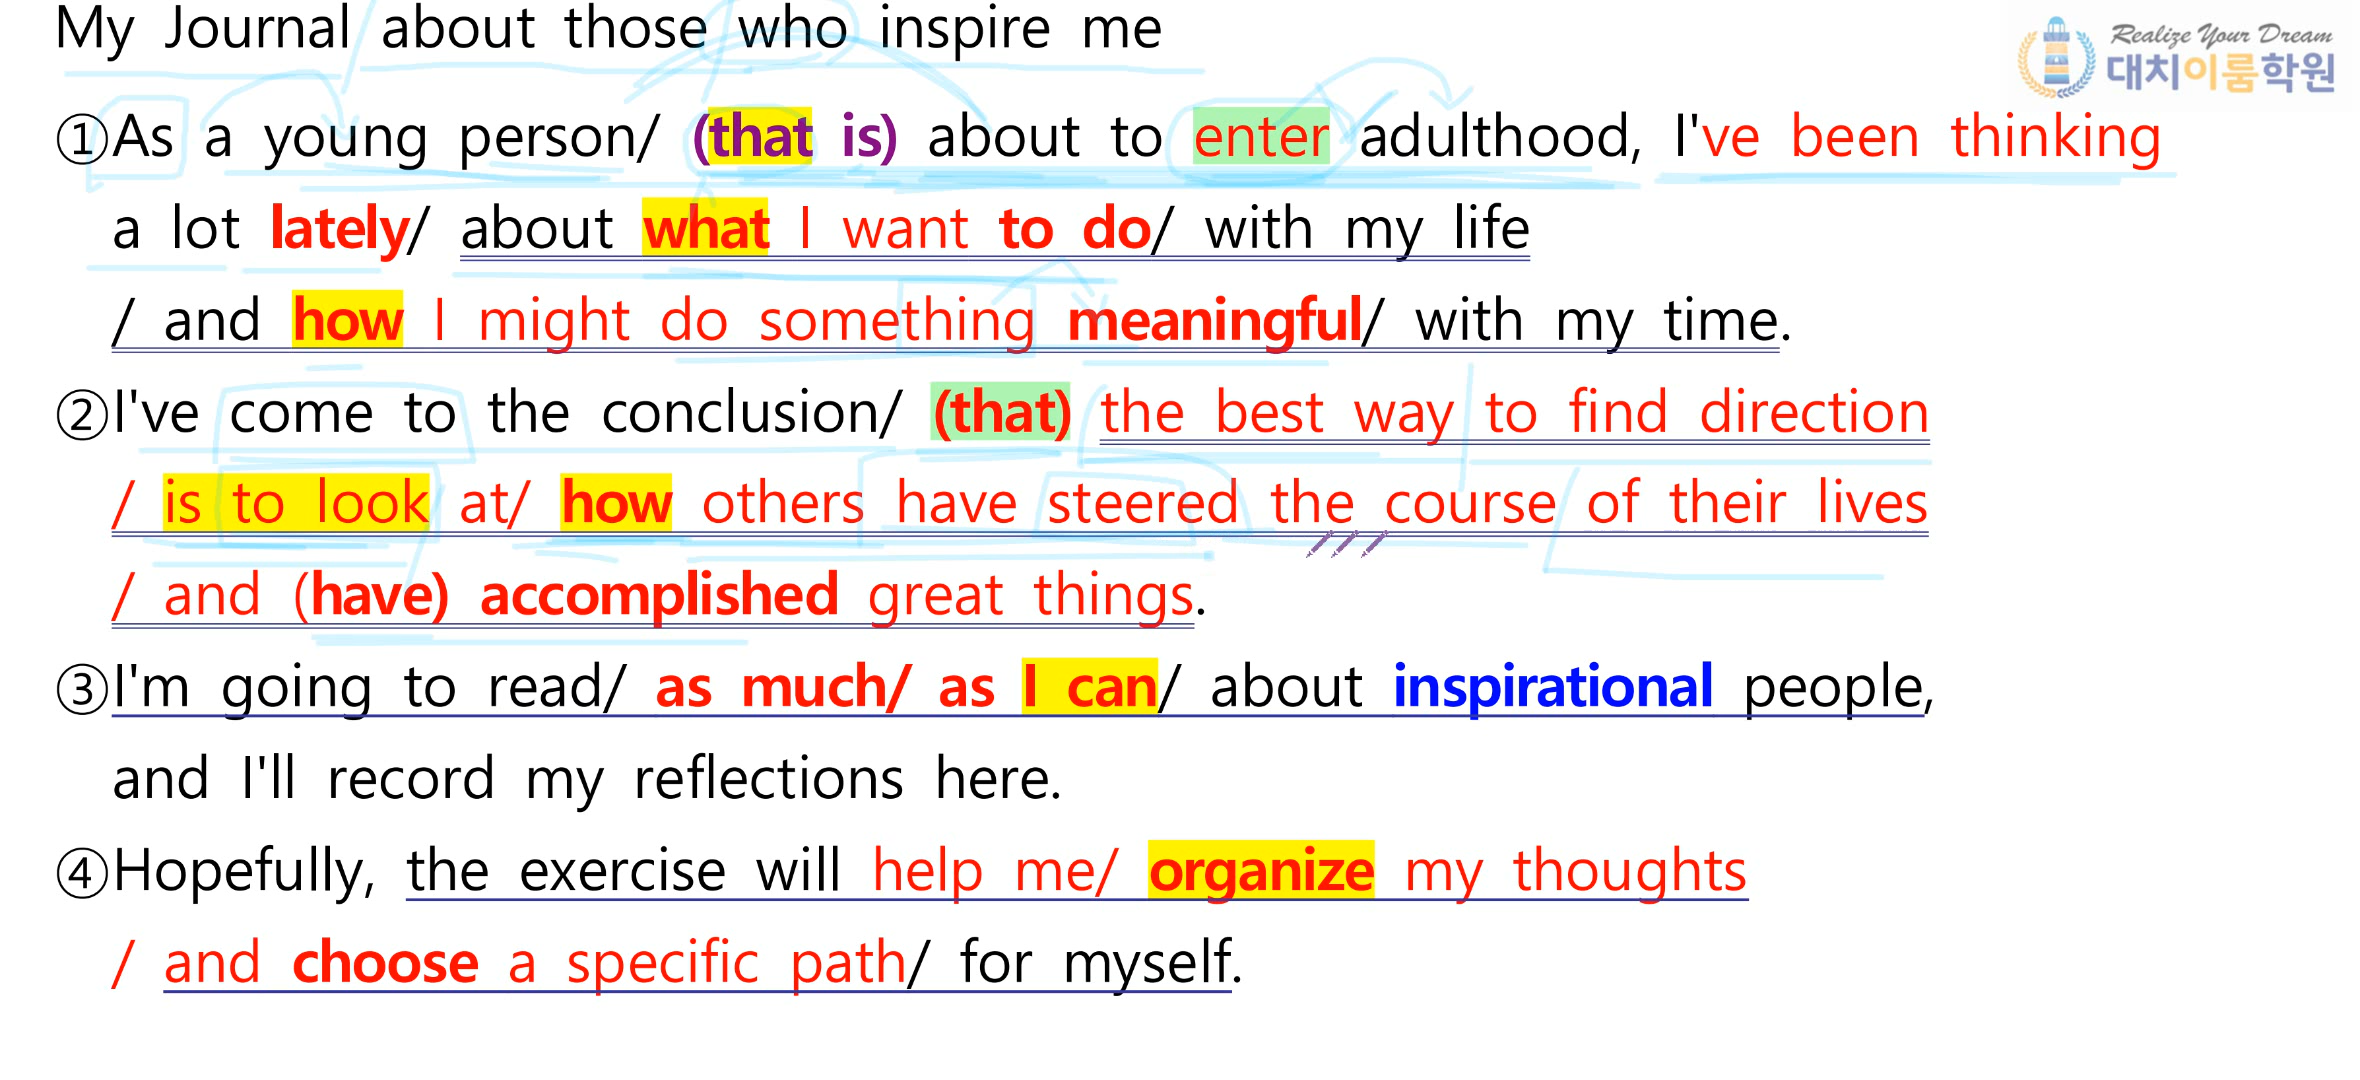 My Journal about those who inspire me
Realize Your Dream
대치이룸학원
①As a young person/ (that is) about to enter adulthood, I've been thinking
a lot lately/ about what I want to do/ with my life
/ and how I might do something meaningful/ with my time.
②I've come to the conclusion/ (that) the best way to find direction
/ is to look at/ how others have steered the course of their lives
/ and (have) accomplished great things.
③I'm going to read/ as much/ as I can/ about inspirational people,
and I'll record my reflections here.
④Hopefully, the exercise will help me/ organize my thoughts
/ and choose a specific path/ for myself.